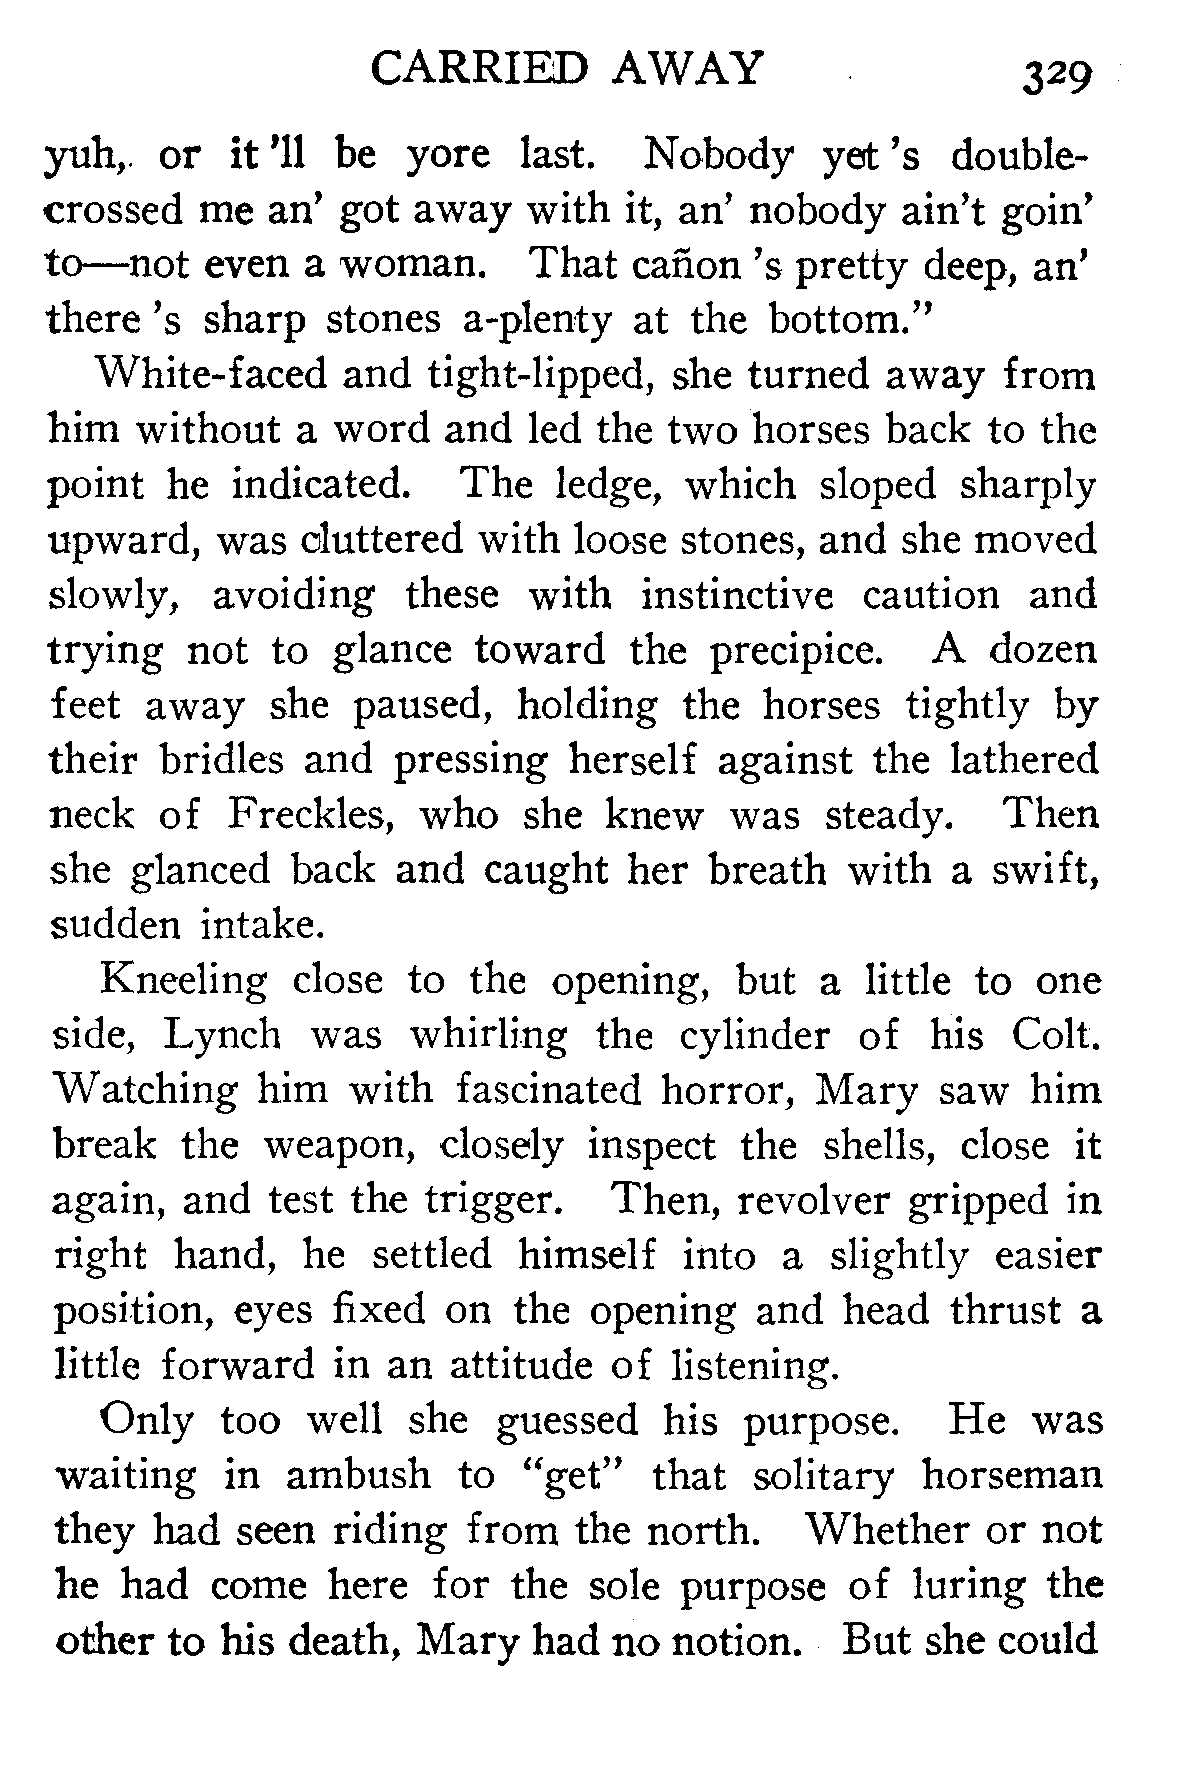 CARRIED AWAY 329
yuh, or it 'll be yore last. Nobody yet 's double-
crossed me an' got away with it, an' nobody ain't goin'
to—not even a woman. That cañon 's pretty deep, an'
there 's sharp stones a-plenty at the bottom."
White-faced and tight-lipped, she turned away from
him without a word and led the two horses back to the
point he indicated. The ledge, which sloped sharply
upward, was cluttered with loose stones, and she moved
slowly, avoiding these with instinctive caution and
trying not to glance toward the precipice. A dozen
feet away she paused, holding the horses tightly by
their bridles and pressing herself against the lathered
neck of Freckles, who she knew was steady. Then
she glanced back and caught her breath with a swift,
sudden intake.
Kneeling close to the opening, but a little to one
side, Lynch was whirling the cylinder of his Colt.
Watching him with fascinated horror, Mary saw him
break the weapon, closely inspect the shells, close it
again, and test the trigger. Then, revolver gripped in
right hand, he settled himself into a slightly easier
position, eyes fixed on the opening and head thrust a
little forward in an attitude of listening.
Only too well she guessed his purpose. He was
waiting in ambush to "get" that solitary horseman
they had seen riding from the north. Whether or not
he had come here for the sole purpose of luring the
other to his death, Mary had no notion. But she could